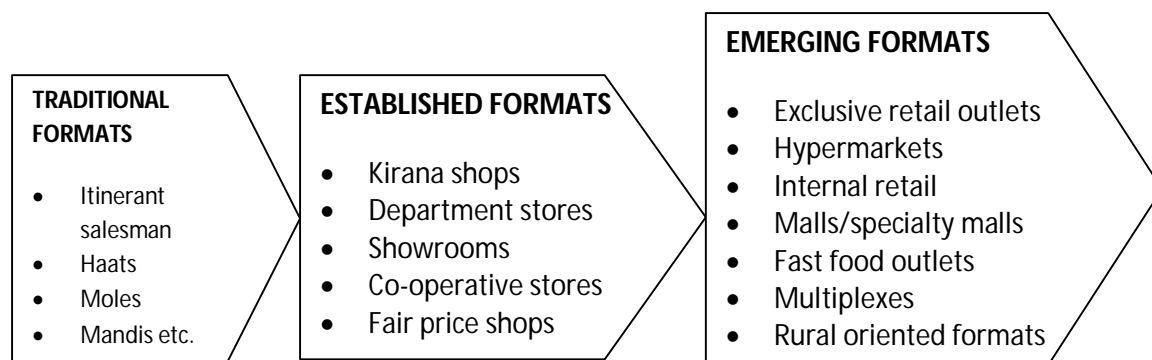 TRADITIONAL
FORMATS
• Itinerant
salesman
• Haats
• Moles
• Mandis etc.
ESTABLISHED FORMATS
• Kirana shops
• Department stores
• Showrooms
• Co-operative stores
• Fair price shops
EMERGING FORMATS
• Exclusive retail outlets
• Hypermarkets
• Internal retail
• Malls/specialty malls
• Fast food outlets
• Multiplexes
• Rural oriented formats